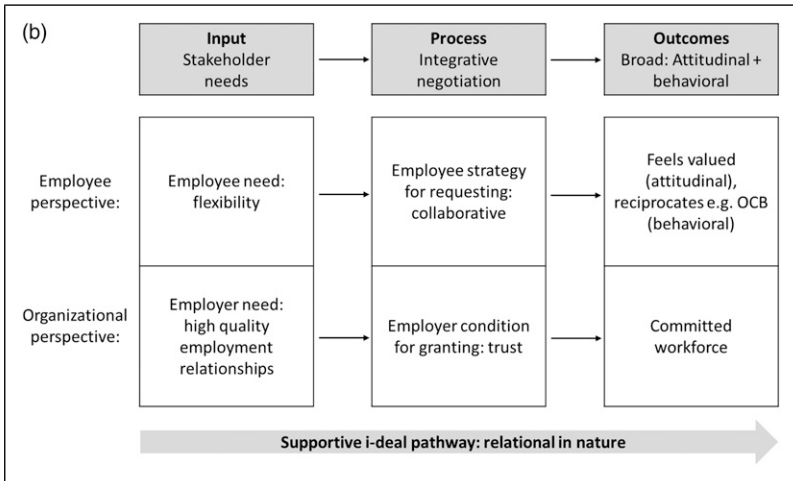 (b)
Input
Stakeholder
needs
Process
Integrative
negotiation
Outcomes
Broad: Attitudinal +
behavioral
Employee
perspective:
Employee need:
flexibility
Employee strategy
for requesting:
collaborative
Feels valued
(attitudinal),
reciprocates e.g. OCB
(behavioral)
Organizational
perspective:
Employer need:
high quality
employment
relationships
Employer condition
for granting: trust
Committed
workforce
Supportive i-deal pathway: relational in nature